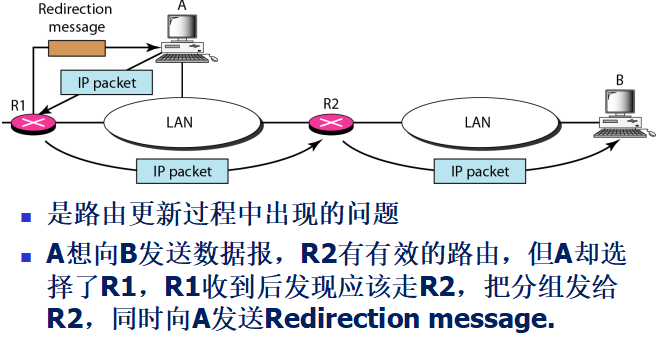 Redirection
message
A
IP packet
R1
LAN
R2
LAN
B
IP packet
IP packet
是路由更新过程中出现的问题
A想向B发送数据报，R2有有效的路由，但A却选
择了R1，R1收到后发现应该走R2，把分组发给
R2，同时向A发送Redirection message.